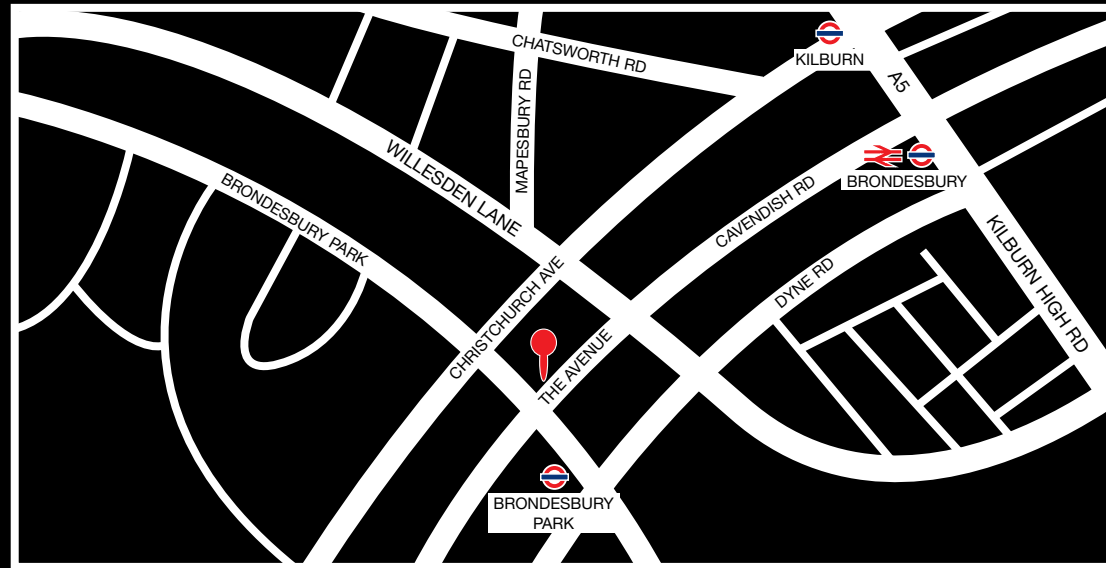 CHATSWORTH RD
KILBURN
A5
MAPESBURY RD
WILLESDEN LANE
BRONDESBURY
BRONDESBURY PARK
CAVENDISH RD
KILBURN HIGH RD
DYNE RD
CHRISTCHURCH AVE
THE AVENUE
BRONDESBURY
PARK